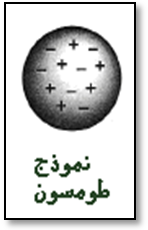 − + −
− + − +
+ − + −
+ −
نموذج
طومسون